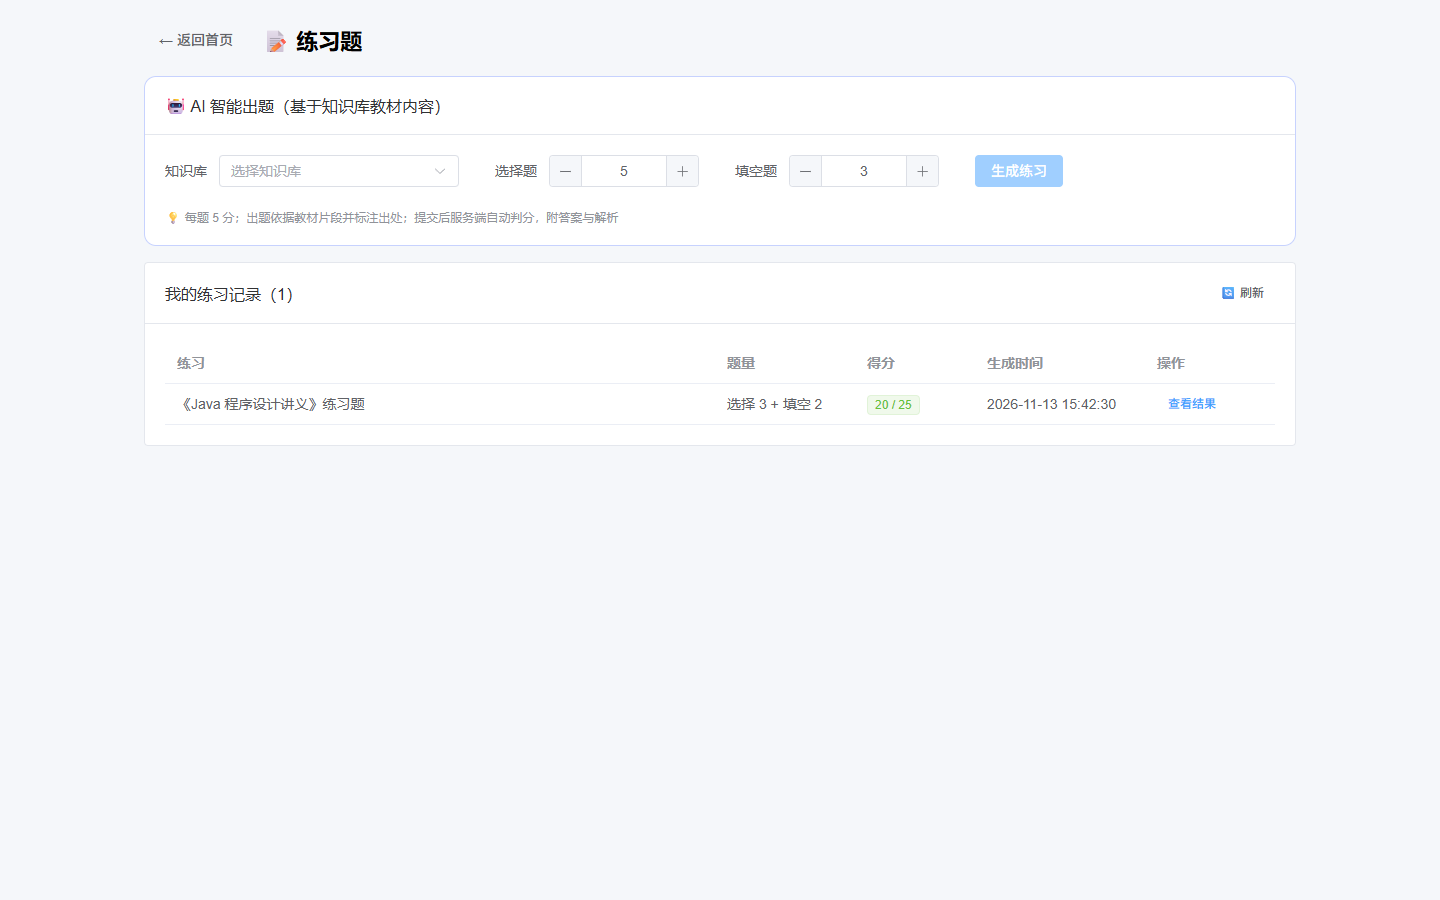 ← 返回首页
📝 练习题
🤖 AI 智能出题（基于知识库教材内容）
知识库 选择知识库 选择题 — 5 + 填空题 — 3 + 生成练习
💡 每题 5 分；出题依据教材片段并标注出处；提交后服务端自动判分，附答案与解析
我的练习记录（1） 🔄 刷新
练习 题量 得分 生成时间 操作
《Java 程序设计讲义》练习题 选择 3 + 填空 2 20 / 25 2026-11-13 15:42:30 查看结果